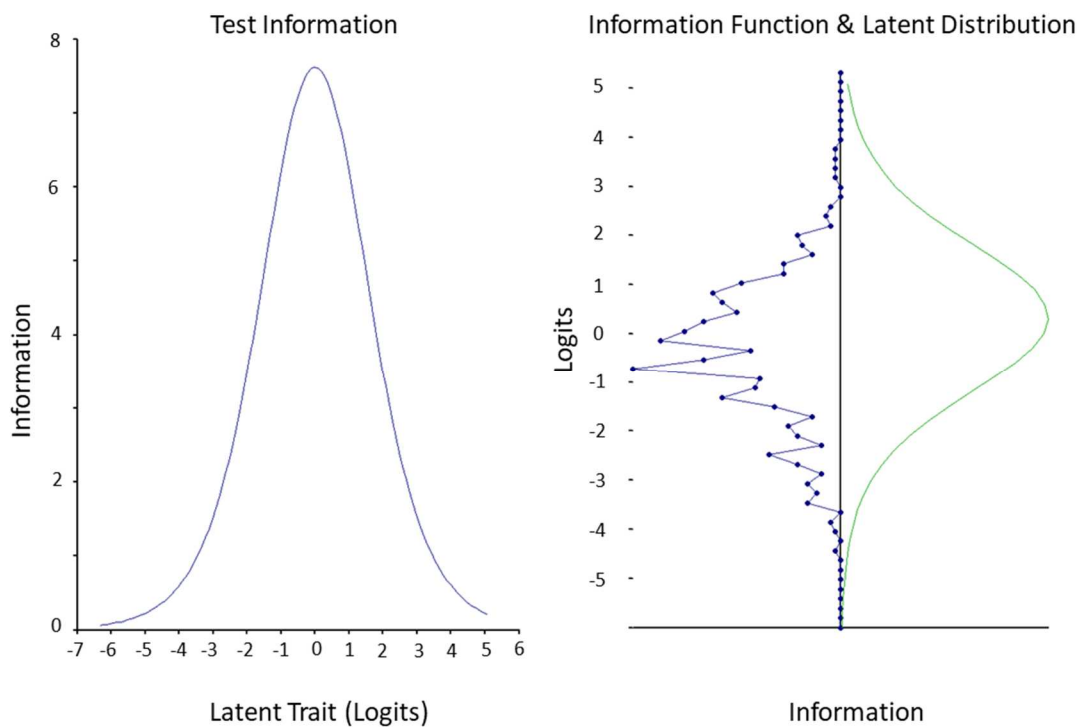 Test Information
8
6
4
2
0
Information
-7 -6 -5 -4 -3 -2 -1 0 1 2 3 4 5 6
Latent Trait (Logits)
Information Function & Latent Distribution
5
4
3
2
1
0
-1
-2
-3
-4
-5
Logits
Information